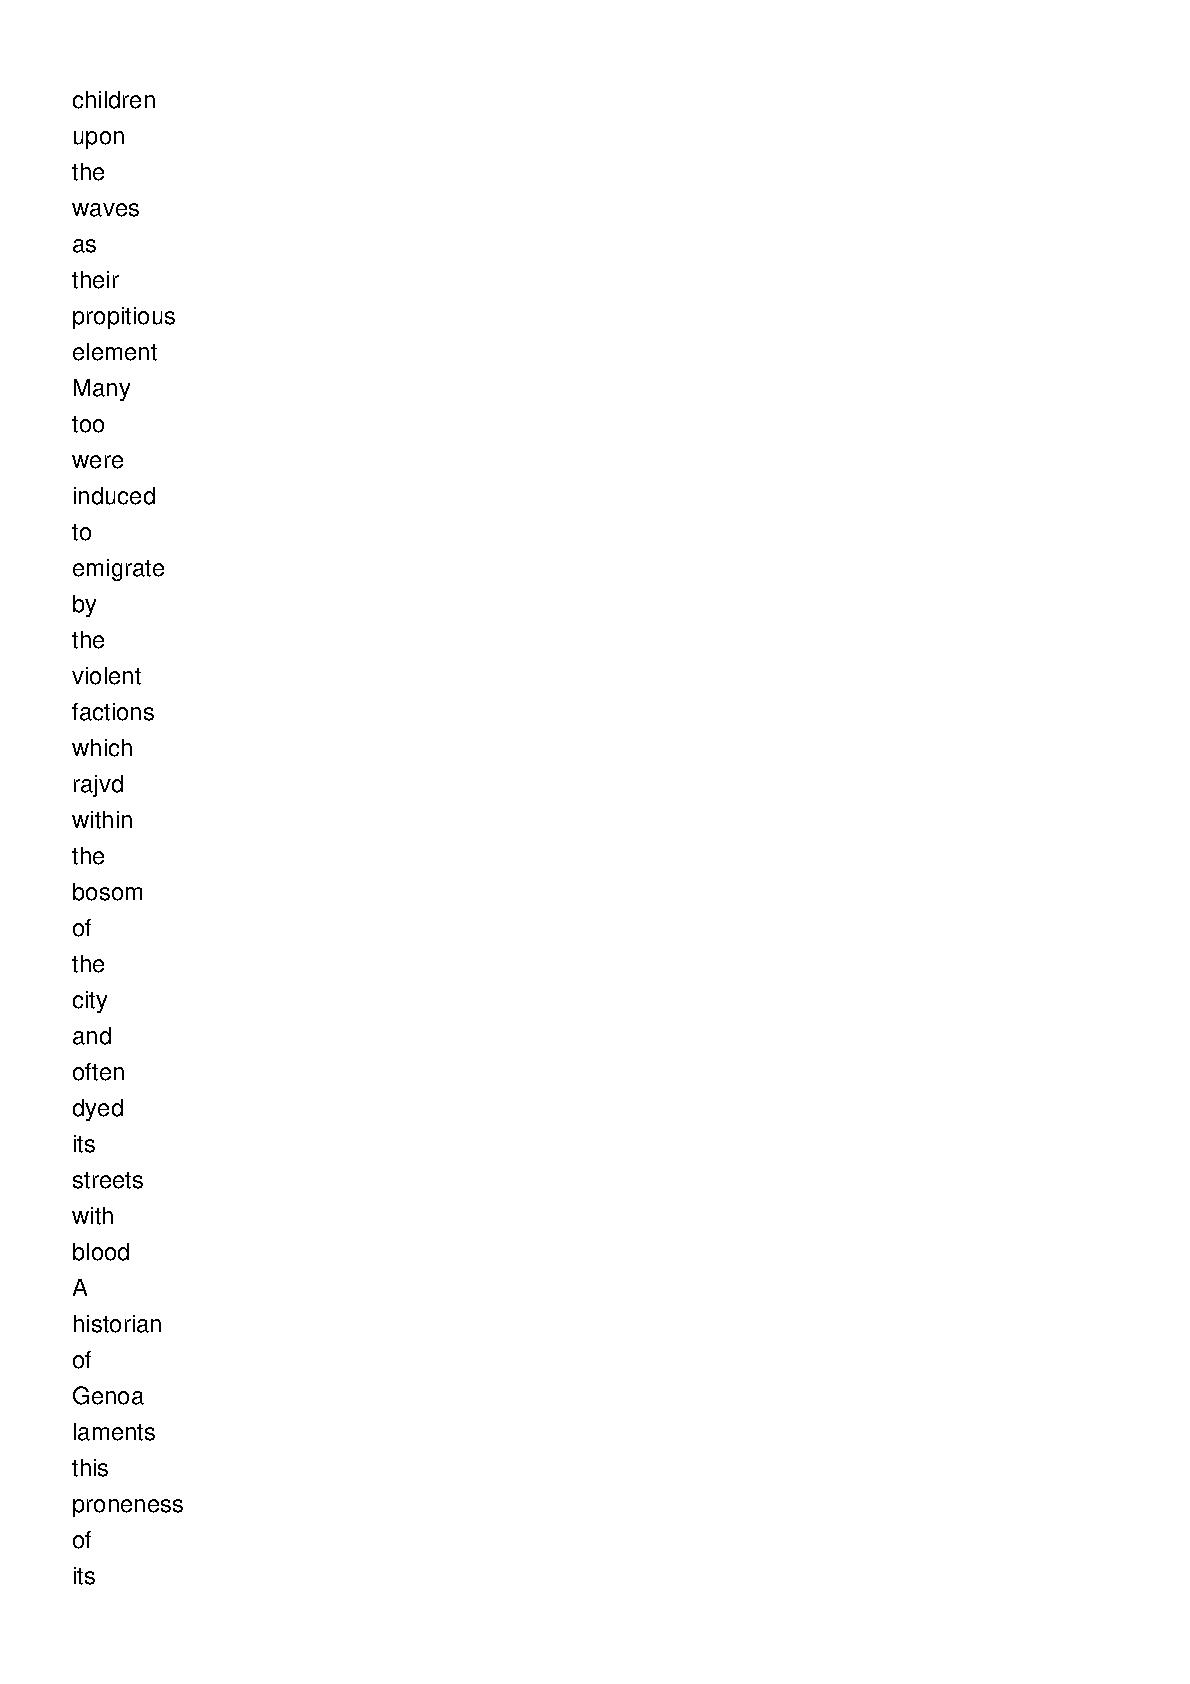 children
upon
the
waves
as
their
propitious
element
Many
too
were
induced
to
emigrate
by
the
violent
factions
which
rajvd
within
the
bosom
of
the
city
and
often
dyed
its
streets
with
blood
A
historian
of
Genoa
laments
this
proneness
of
its